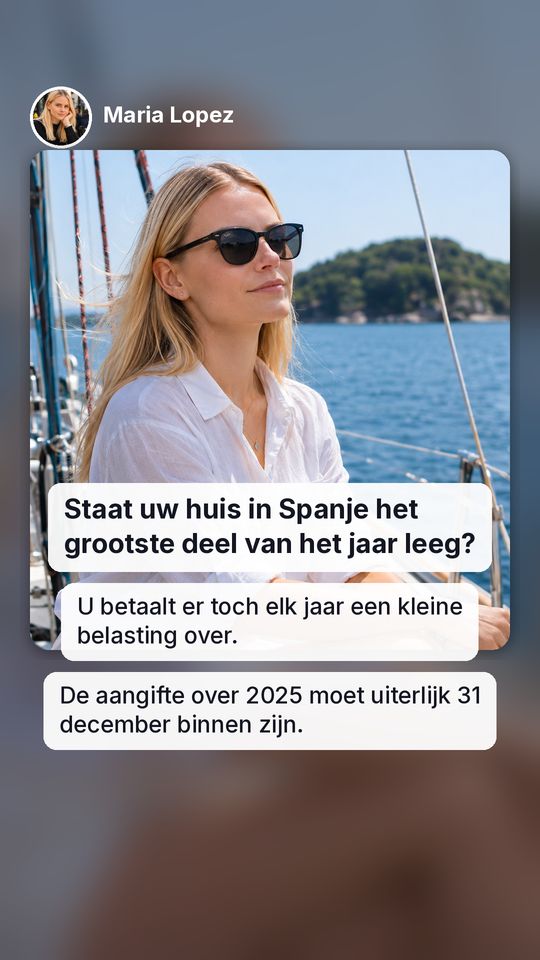 Maria Lopez
Staat uw huis in Spanje het
grootste deel van het jaar leeg?
U betaalt er toch elk jaar een kleine
belasting over.
De aangifte over 2025 moet uiterlijk 31
december binnen zijn.